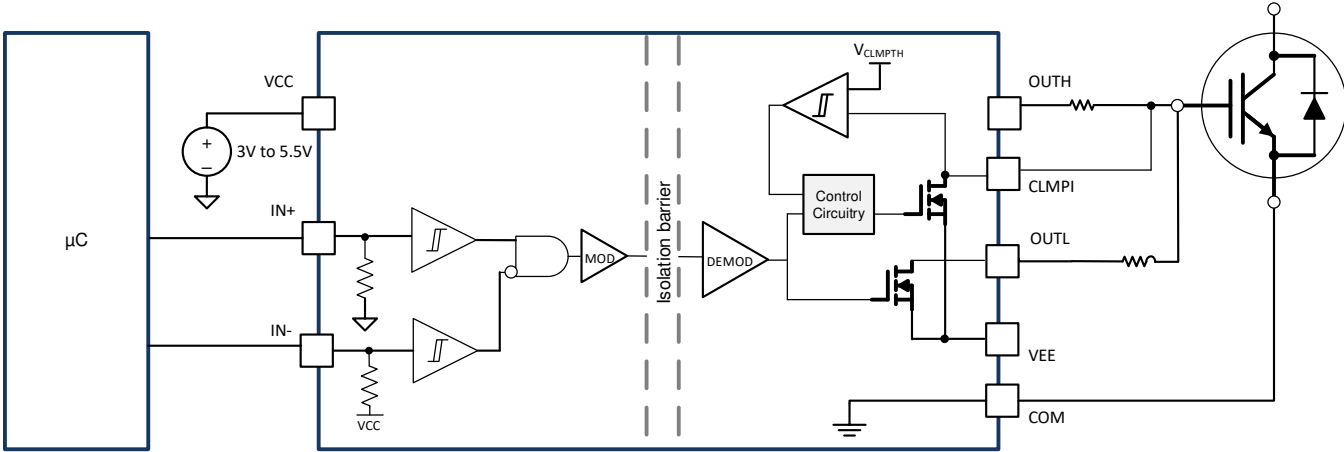 μC
VCC
+
−
3V to 5.5V
IN+
IN-
VCC
MOD
Isolation barrier
DEMOD
VCLMPTH
Control
Circuitry
OUTH
CLMPI
OUTL
VEE
COM